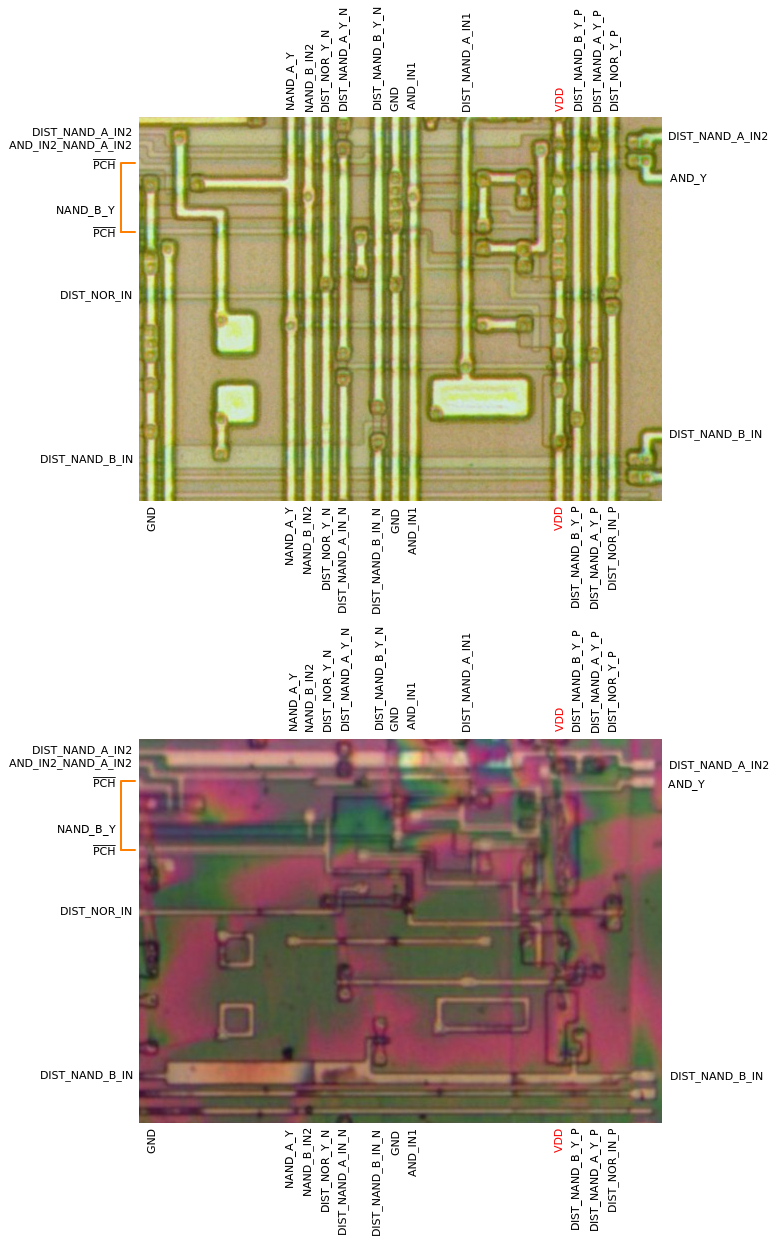 NAND_A_Y
NAND_B_IN2
DIST_NOR_Y_N
DIST_NAND_A_Y_N
DIST_NAND_B_Y_N
GND
AND_IN1
DIST_NAND_A_IN1
VDD
DIST_NAND_B_Y_P
DIST_NAND_A_Y_P
DIST_NOR_Y_P
DIST_NAND_A_IN2
AND_IN2_NAND_A_IN2
PCH
NAND_B_Y
PCH
DIST_NOR_IN
DIST_NAND_B_IN
DIST_NAND_A_IN2
AND_Y
DIST_NAND_B_IN
GND
NAND_A_Y
NAND_B_IN2
DIST_NOR_Y_N
DIST_NAND_A_IN_N
DIST_NAND_B_IN_N
GND
AND_IN1
VDD
DIST_NAND_B_Y_P
DIST_NAND_A_Y_P
DIST_NOR_IN_P
NAND_A_Y
NAND_B_IN2
DIST_NOR_Y_N
DIST_NAND_A_Y_N
DIST_NAND_B_Y_N
GND
AND_IN1
DIST_NAND_A_IN1
VDD
DIST_NAND_B_Y_P
DIST_NAND_A_Y_P
DIST_NOR_Y_P
DIST_NAND_A_IN2
AND_IN2_NAND_A_IN2
PCH
NAND_B_Y
PCH
DIST_NOR_IN
DIST_NAND_B_IN
DIST_NAND_A_IN2
AND_Y
DIST_NAND_B_IN
GND
NAND_A_Y
NAND_B_IN2
DIST_NOR_Y_N
DIST_NAND_A_IN_N
DIST_NAND_B_IN_N
GND
AND_IN1
VDD
DIST_NAND_B_Y_P
DIST_NAND_A_Y_P
DIST_NOR_IN_P